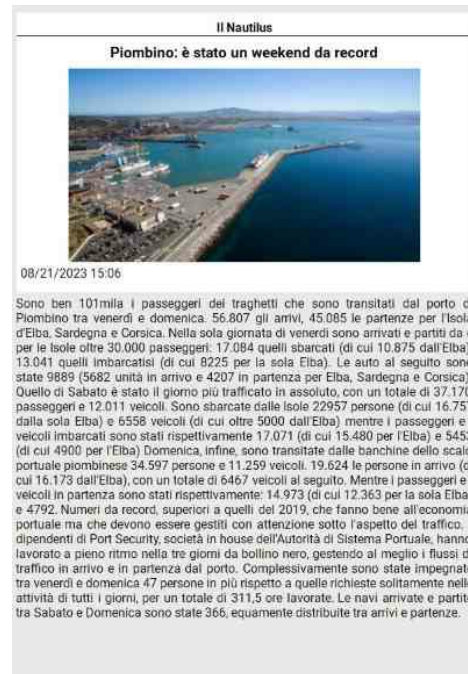 Il Nautilus
Piombino: è stato un weekend da record
08/21/2023 15:06
Sono ben 101mila i passeggeri dei traghetti che sono transitati dal porto d
Piombino tra venerdì e domenica. 56.807 gli arrivi, 45.085 le partenze per l'Isola
d'Elba, Sardegna e Corsica. Nella sola giornata di venerdì sono arrivati e partiti da e
per le Isole oltre 30.000 passeggeri: 17.084 quelli sbarcati (di cui 10.875 dall'Elba)
13.041 quelli imbarcatisi (di cui 8225 per la sola Elba). Le auto al seguito sono
state 9889 (5682 unità in arrivo e 4207 in partenza per Elba, Sardegna e Corsica)
Quello di Sabato è stato il giorno più trafficato in assoluto, con un totale di 37.170
passeggeri e 12.011 veicoli. Sono sbarcate dalle Isole 22957 persone (di cui 16.757
dalla sola Elba) e 6558 veicoli (di cui oltre 5000 dall'Elba) mentre i passeggeri e
veicoli imbarcati sono stati rispettivamente 17.071 (di cui 15.480 per l'Elba) e 5453
(di cui 4900 per l'Elba) Domenica, infine, sono transitate dalle banchine dello scalo
portuale piombinese 34.597 persone e 11.259 veicoli. 19.624 le persone in arrivo (d
cui 16.173 dall'Elba), con un totale di 6467 veicoli al seguito. Mentre i passeggeri e
veicoli in partenza sono stati rispettivamente: 14.973 (di cui 12.363 per la sola Elba
e 4792. Numeri da record, superiori a quelli del 2019, che fanno bene all'economia
portuale ma che devono essere gestiti con attenzione sotto l'aspetto del traffico.
dipendenti di Port Security, società in house dell'Autorità di Sistema Portuale, hanno
lavorato a pieno ritmo nella tre giorni da bollino nero, gestendo al meglio i flussi d
traffico in arrivo e in partenza dal porto. Complessivamente sono state impegnate
tra venerdì e domenica 47 persone in più rispetto a quelle richieste solitamente nelle
attività di tutti i giorni, per un totale di 311,5 ore lavorate. Le navi arrivate e partite
tra Sabato e Domenica sono state 366, equamente distribuite tra arrivi e partenze.